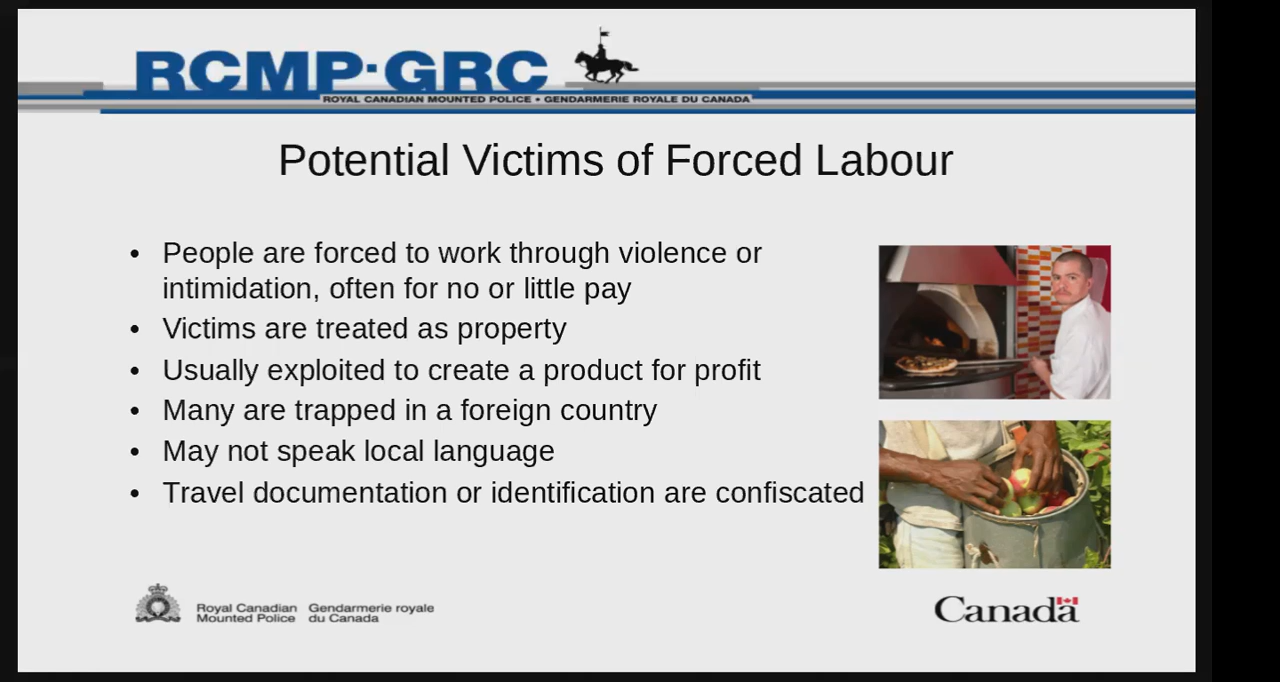 RCMP·GRC
ROYAL CANADIAN MOUNTED POLICE • GENDARMERIE ROYALE DU CANADA
Potential Victims of Forced Labour
• People are forced to work through violence or
intimidation, often for no or little pay
• Victims are treated as property
• Usually exploited to create a product for profit
• Many are trapped in a foreign country
• May not speak local language
• Travel documentation or identification are confiscated
Royal Canadian Gendarmerie royale
Mounted Police du Canada
Canada